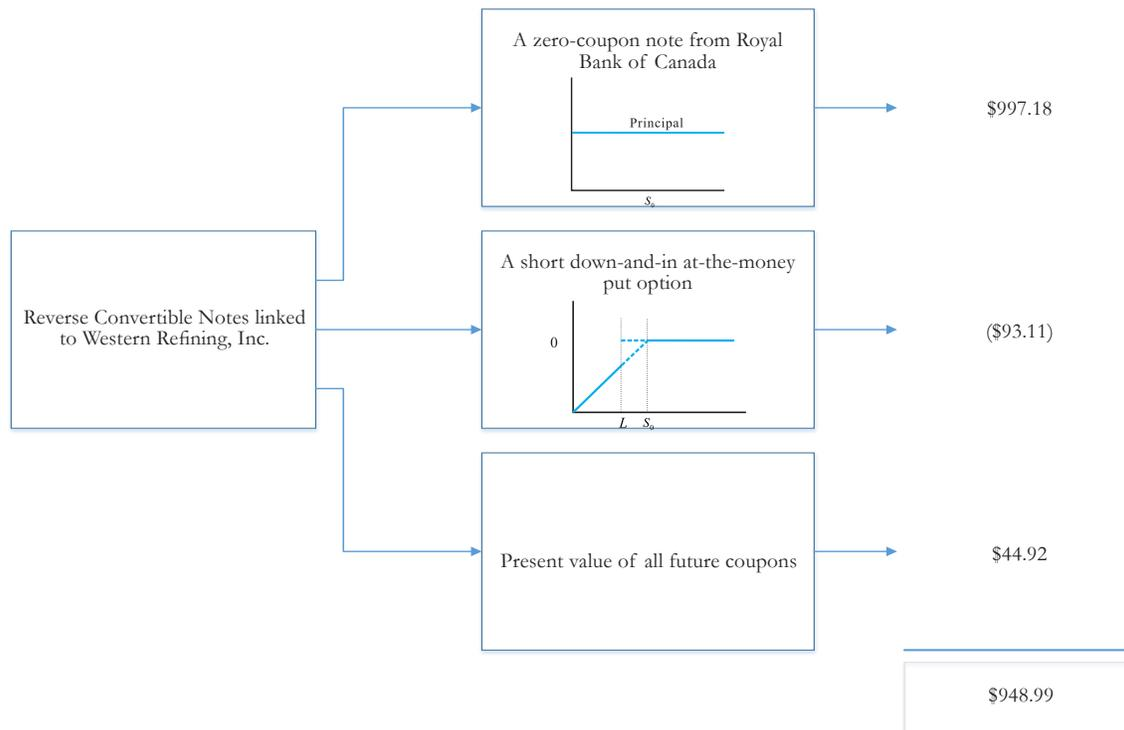 A zero-coupon note from Royal
Bank of Canada
Principal
S₀
$997.18
Reverse Convertible Notes linked
to Western Refining, Inc.
A short down-and-in at-the-money
put option
0
L S₀
($93.11)
Present value of all future coupons
$44.92
$948.99